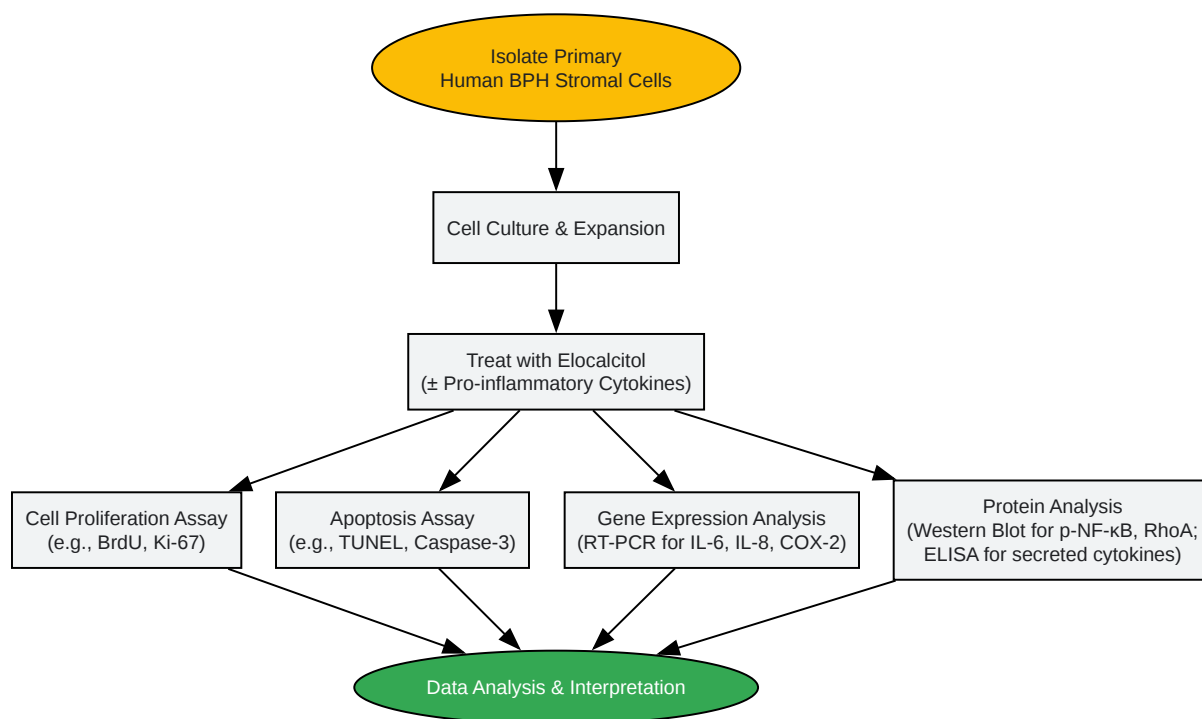 Isolate Primary
Human BPH Stromal Cells
Cell Culture & Expansion
Treat with Elocalcitol
(± Pro-inflammatory Cytokines)
Cell Proliferation Assay
(e.g., BrdU, Ki-67)
Apoptosis Assay
(e.g., TUNEL, Caspase-3)
Gene Expression Analysis
(RT-PCR for IL-6, IL-8, COX-2)
Protein Analysis
(Western Blot for p-NF-κB, RhoA;
ELISA for secreted cytokines)
Data Analysis & Interpretation